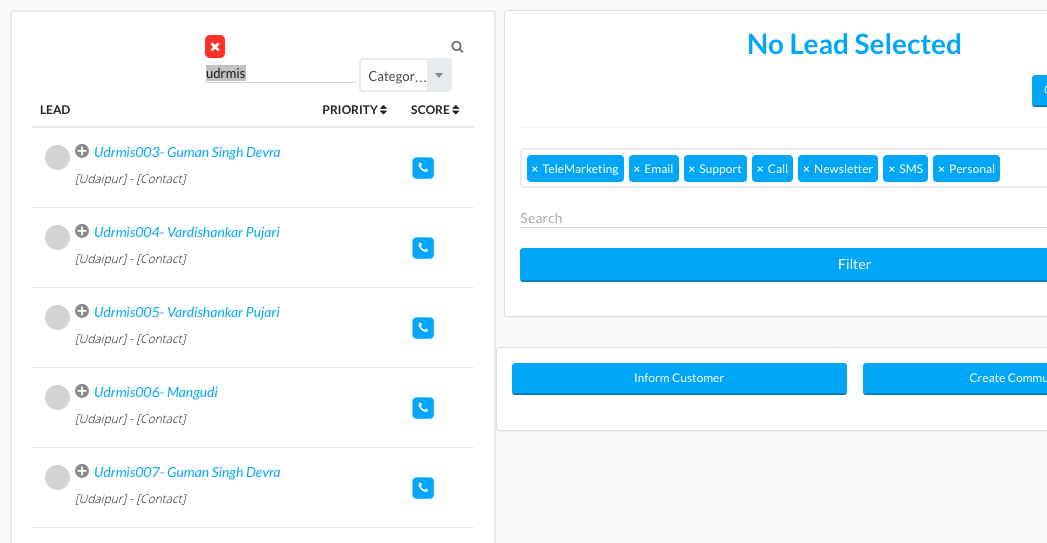 udrmis
Categor...
LEAD PRIORITY SCORE
Udrmis003- Guman Singh Devra
[Udaipur] - [Contact]
Udrmis004- Vardishankar Pujari
[Udaipur] - [Contact]
Udrmis005- Vardishankar Pujari
[Udaipur] - [Contact]
Udrmis006- Mangudi
[Udaipur] - [Contact]
Udrmis007- Guman Singh Devra
[Udaipur] - [Contact]
No Lead Selected
× TeleMarketing × Email × Support × Call × Newsletter × SMS × Personal
Search
Filter
Inform Customer
Create Commu